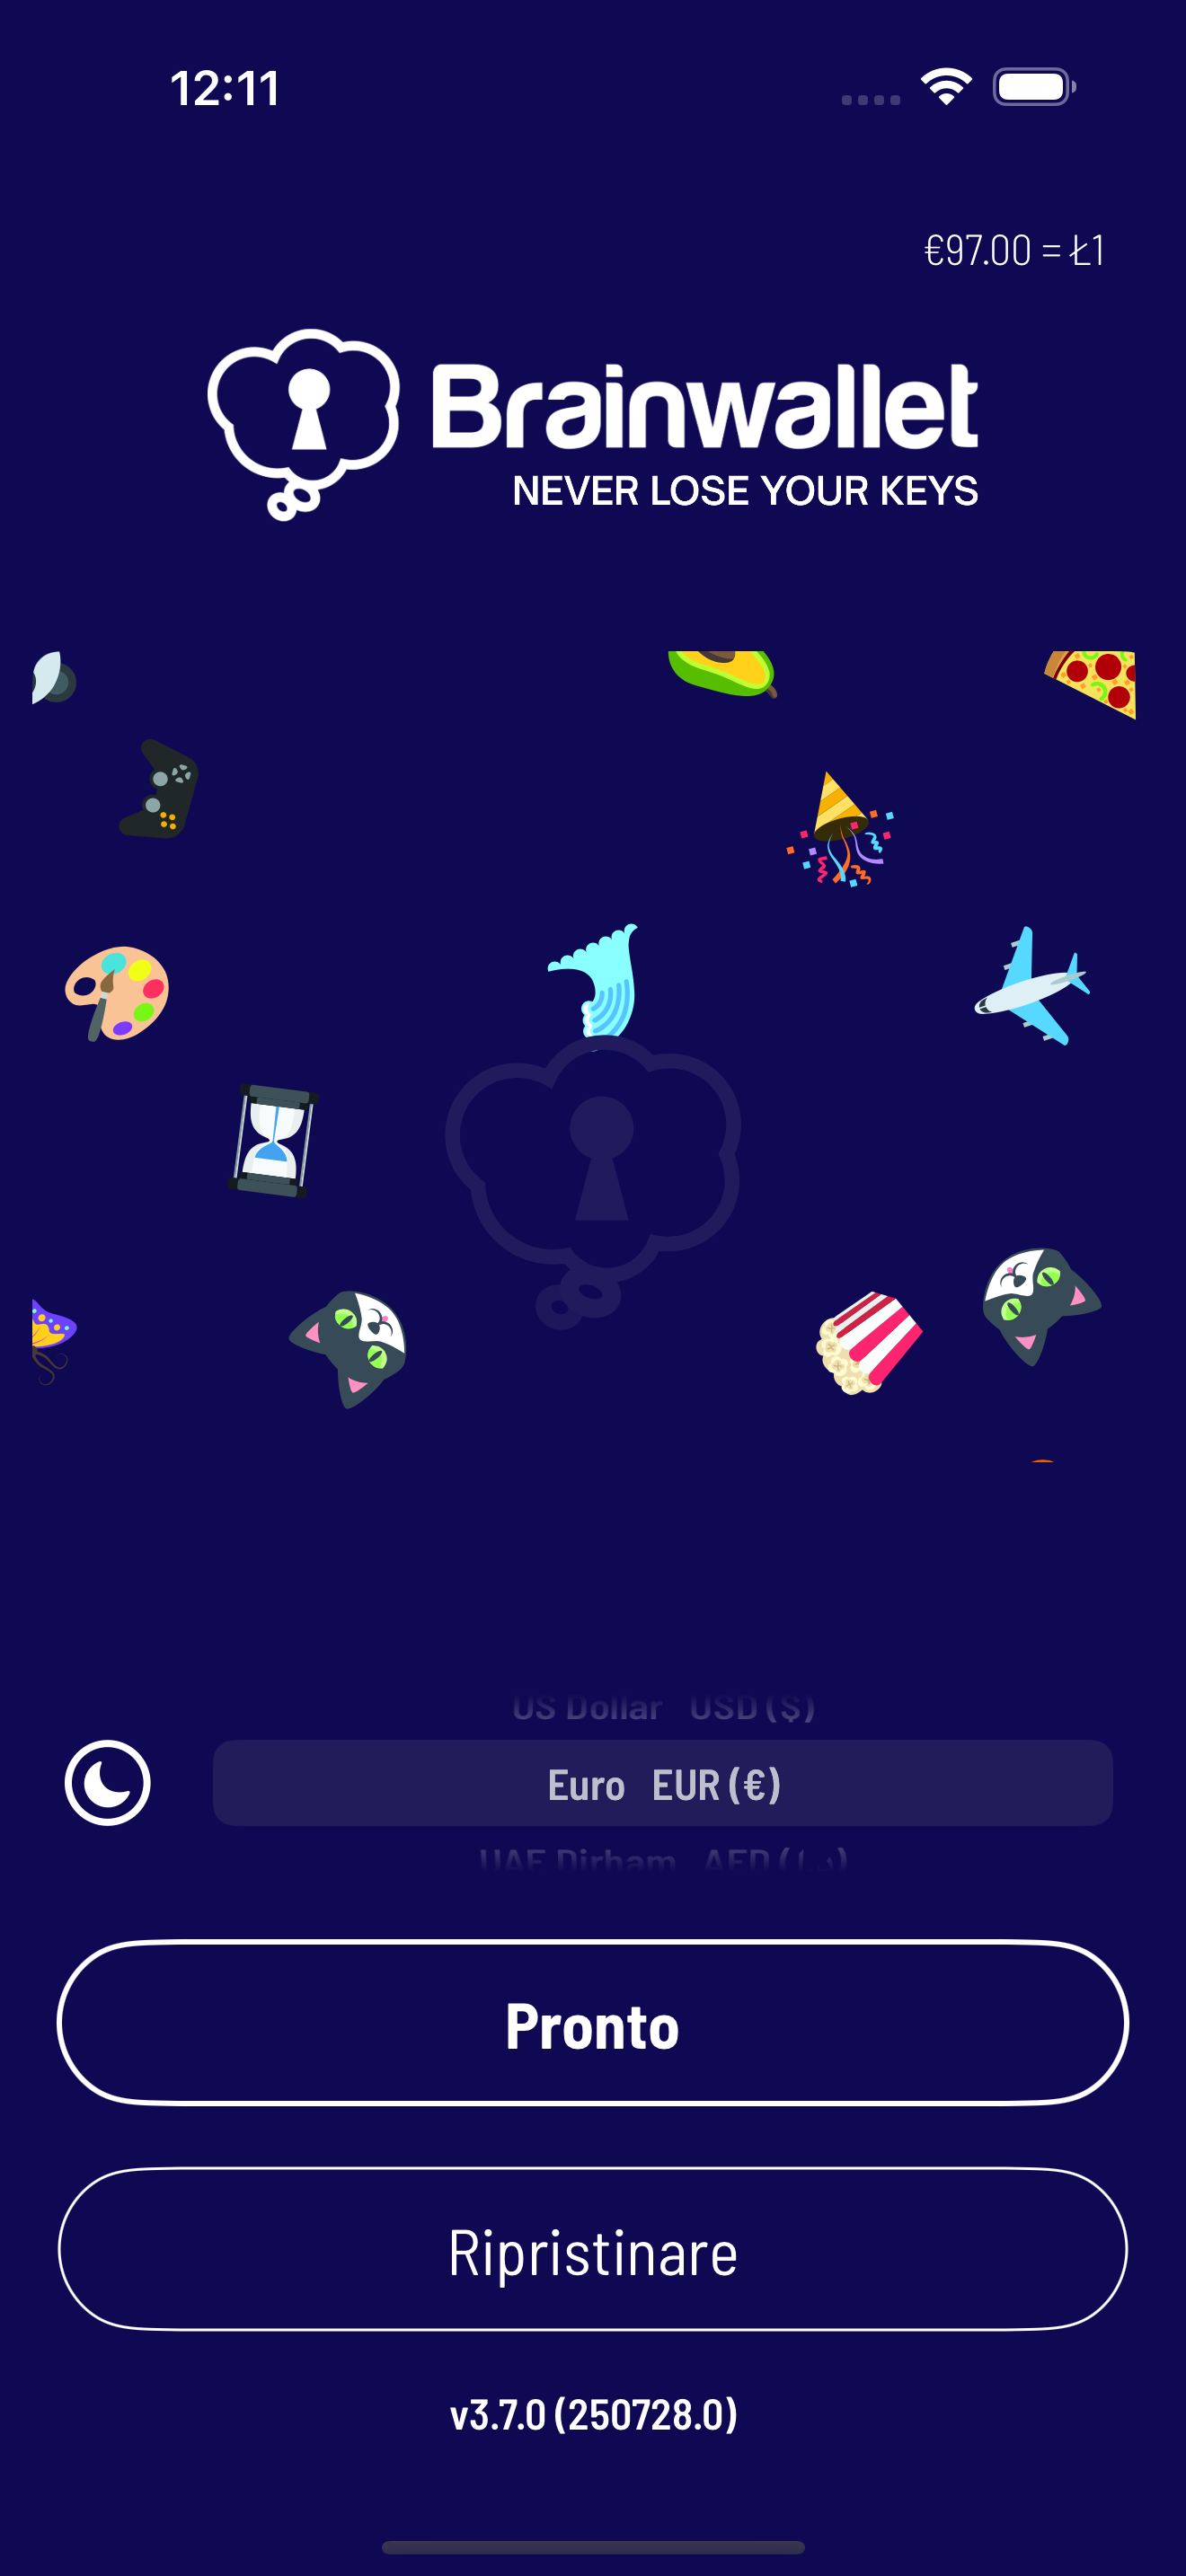 12:11
€97.00 = Ł1
Brainwallet
NEVER LOSE YOUR KEYS
US Dollar USD ($)
Euro EUR (€)
UAE Dirham AED (د.إ)
Pronto
Ripristinare
v3.7.0 (250728.0)